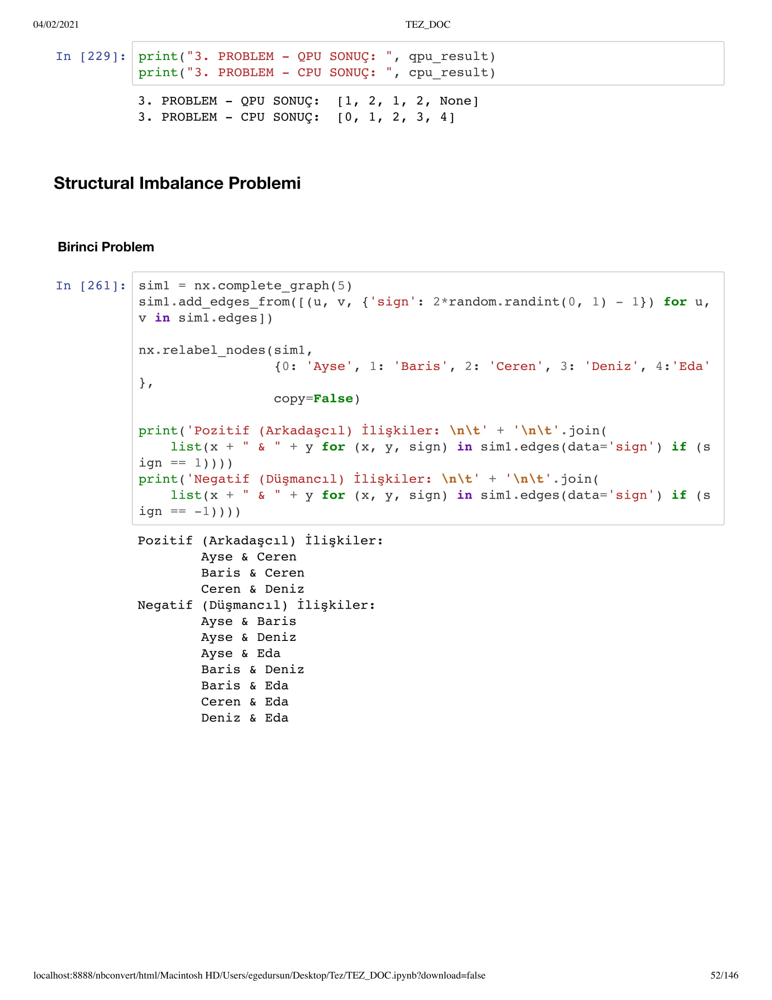 04/02/2021 TEZ_DOC
In [229]: print("3. PROBLEM - QPU SONUÇ: ", qpu_result)
print("3. PROBLEM - CPU SONUÇ: ", cpu_result)
3. PROBLEM - QPU SONUÇ:  [1, 2, 1, 2, None]
3. PROBLEM - CPU SONUÇ:  [0, 1, 2, 3, 4]
Structural Imbalance Problemi
Birinci Problem
In [261]: sim1 = nx.complete_graph(5)
sim1.add_edges_from([(u, v, {'sign': 2*random.randint(0, 1) - 1}) for u,
v in sim1.edges])
nx.relabel_nodes(sim1,
{0: 'Ayse', 1: 'Baris', 2: 'Ceren', 3: 'Deniz', 4:'Eda'
},
copy=False)
print('Pozitif (Arkadaşcıl) İlişkiler: \n\t' + '\n\t'.join(
list(x + " & " + y for (x, y, sign) in sim1.edges(data='sign') if (s
ign == 1))))
print('Negatif (Düşmancıl) İlişkiler: \n\t' + '\n\t'.join(
list(x + " & " + y for (x, y, sign) in sim1.edges(data='sign') if (s
ign == -1))))
Pozitif (Arkadaşcıl) İlişkiler:
Ayse & Ceren
Baris & Ceren
Ceren & Deniz
Negatif (Düşmancıl) İlişkiler:
Ayse & Baris
Ayse & Deniz
Ayse & Eda
Baris & Deniz
Baris & Eda
Ceren & Eda
Deniz & Eda
localhost:8888/nbconvert/html/Macintosh HD/Users/egedursun/Desktop/Tez/TEZ_DOC.ipynb?download=false 52/146